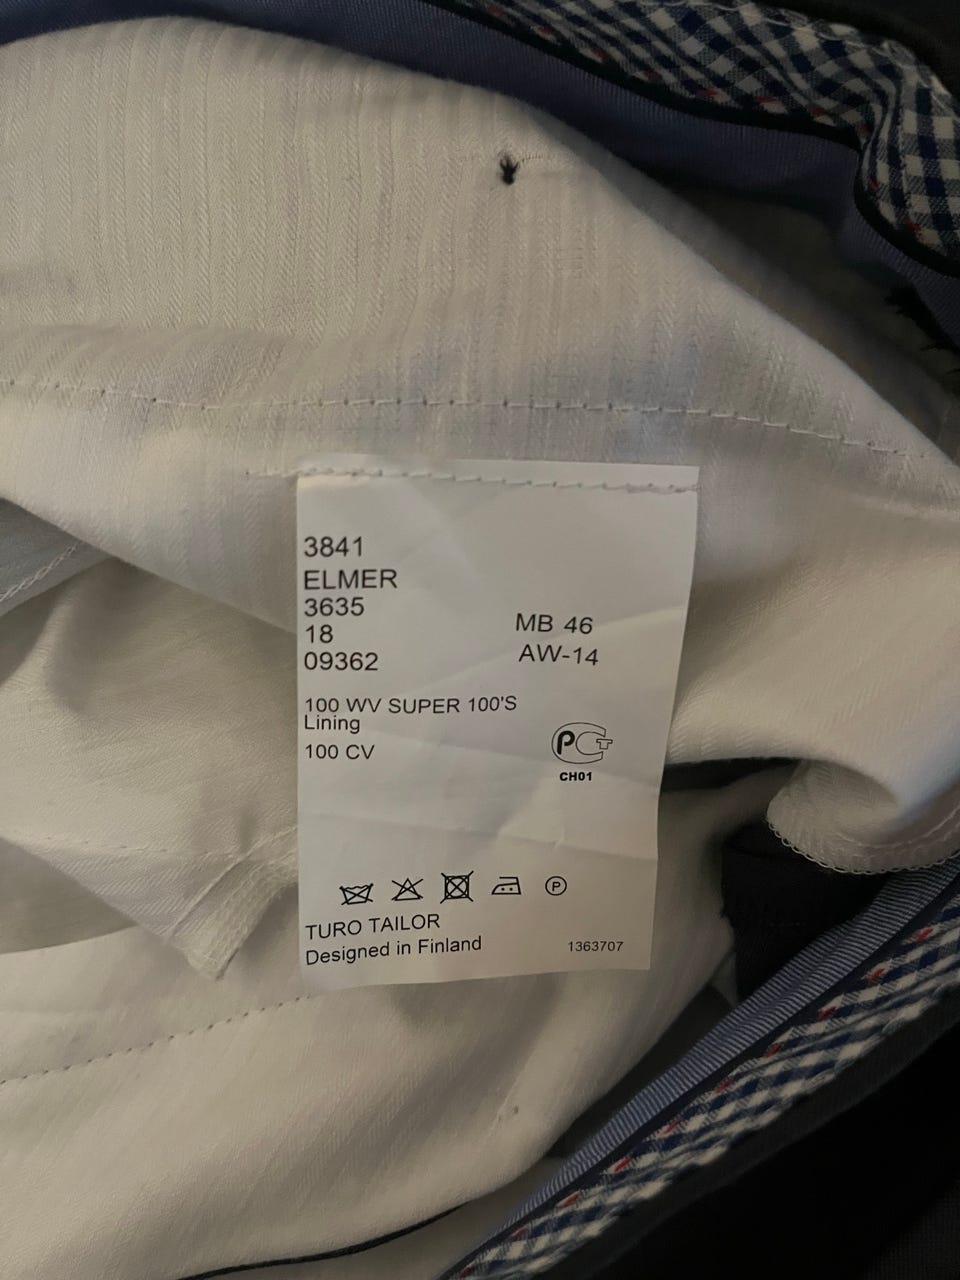 3841
ELMER
3635
18
09362
MB 46
AW-14
100 WV SUPER 100'S
Lining
100 CV
РСТ
CH01
P
TURO TAILOR
Designed in Finland
1363707